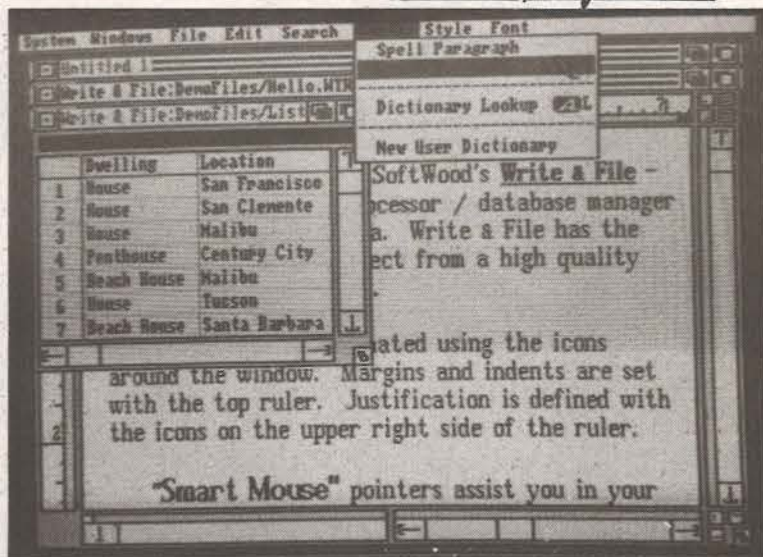 System Windows File Edit Search Style Font
Untitled 1
Write & File:DemoFiles/Hello.WTM
Write & File:DemoFiles/List
Spell Paragraph
Dictionary Lookup L
New User Dictionary
Dwelling Location
1 House San Francisco
2 House San Clemente
3 House Malibu
4 Penthouse Century City
5 Beach House Malibu
6 House Tucson
7 Beach House Santa Barbara
SoftWood's Write & File -
cessor / database manager
a. Write & File has the
ect from a high quality
ated using the icons
around the window. Margins and indents are set
with the top ruler. Justification is defined with
the icons on the upper right side of the ruler.
"Smart Mouse" pointers assist you in your
2
1
7